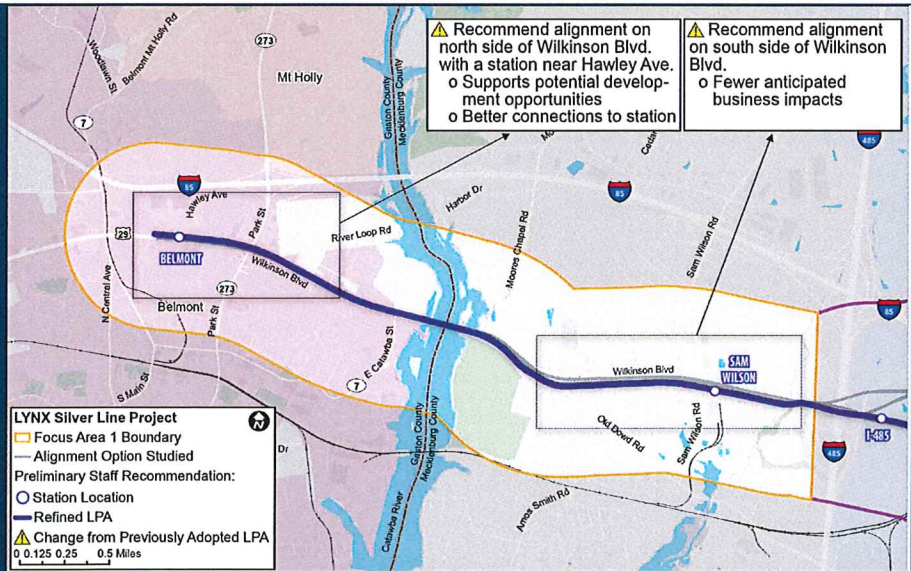 ⚠ Recommend alignment on
north side of Wilkinson Blvd.
with a station near Hawley Ave.
o Supports potential develop-
ment opportunities
o Better connections to station
⚠ Recommend alignment
on south side of Wilkinson
Blvd.
o Fewer anticipated
business impacts
Woodlawn St
Belmont Mt Holly Rd
273
Mt Holly
7
Gaston County
Mecklenburg County
485
85
85
Harbor Dr
Hawley Ave
Park St
River Loop Rd
Moores Chapel Rd
Sam Wilson Rd
29
BELMONT
Wilkinson Blvd
N Central Ave
273
Belmont
Park St
85
E Catawba St
Wilkinson Blvd
SAM
WILSON
7
S Main St
Old Dowd Rd
Sam Wilson Rd
I-485
485
Dr
Gaston County
Mecklenburg County
Catawba River
Amos Smith Rd
LYNX Silver Line Project
N
Focus Area 1 Boundary
Alignment Option Studied
Preliminary Staff Recommendation:
Station Location
Refined LPA
⚠ Change from Previously Adopted LPA
0 0.125 0.25 0.5 Miles